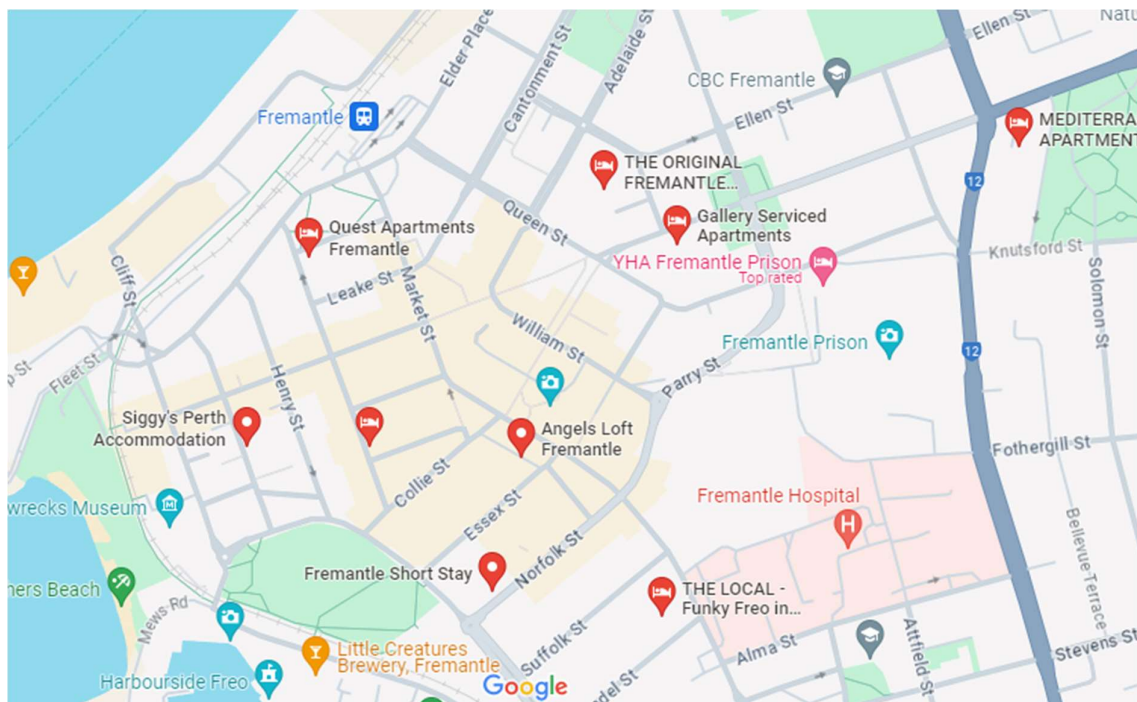 Ellen St
Natu
Elder Place
Cantonment St
Adelaide St
CBC Fremantle
Ellen St
Fremantle
MEDITERRA
APARTMENT
THE ORIGINAL
FREMANTLE...
12
Queen St
Gallery Serviced
Apartments
Quest Apartments
Fremantle
Cliff St
Leake St
Market St
YHA Fremantle Prison
Top rated
Knutsford St
Solomon St
William St
Fremantle Prison
12
p St
Fleet St
Henry St
Parry St
Siggy's Perth
Accommodation
Angels Loft
Fremantle
Fothergill St
Collie St
Essex St
Fremantle Hospital
H
wrecks Museum
M
Bellevue Terrace
Norfolk St
Fremantle Short Stay
THE LOCAL -
Funky Freo in...
ners Beach
Mews Rd
Suffolk St
Attfield St
Alma St
Stevens St
Little Creatures
Brewery, Fremantle
Harbourside Freo
Google
del St